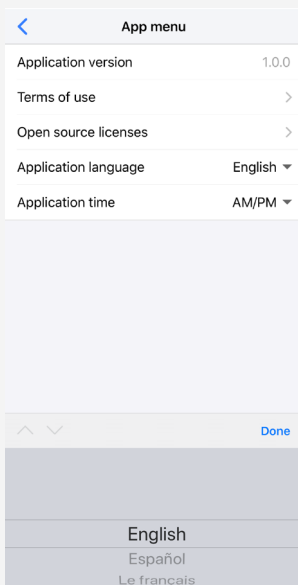 App menu
Application version 1.0.0
Terms of use
Open source licenses
Application language English
Application time AM/PM
Done
English
Español
Le français